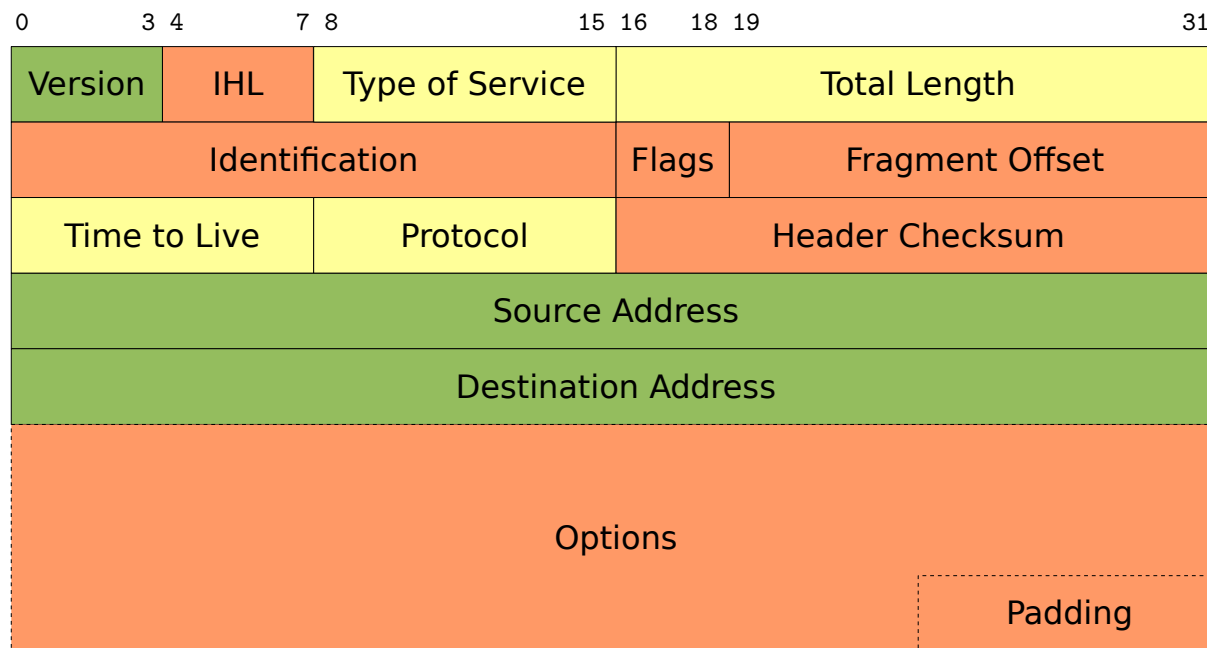 0 3 4 7 8 15 16 18 19 31
Version IHL Type of Service Total Length
Identification Flags Fragment Offset
Time to Live Protocol Header Checksum
Source Address
Destination Address
Options
Padding